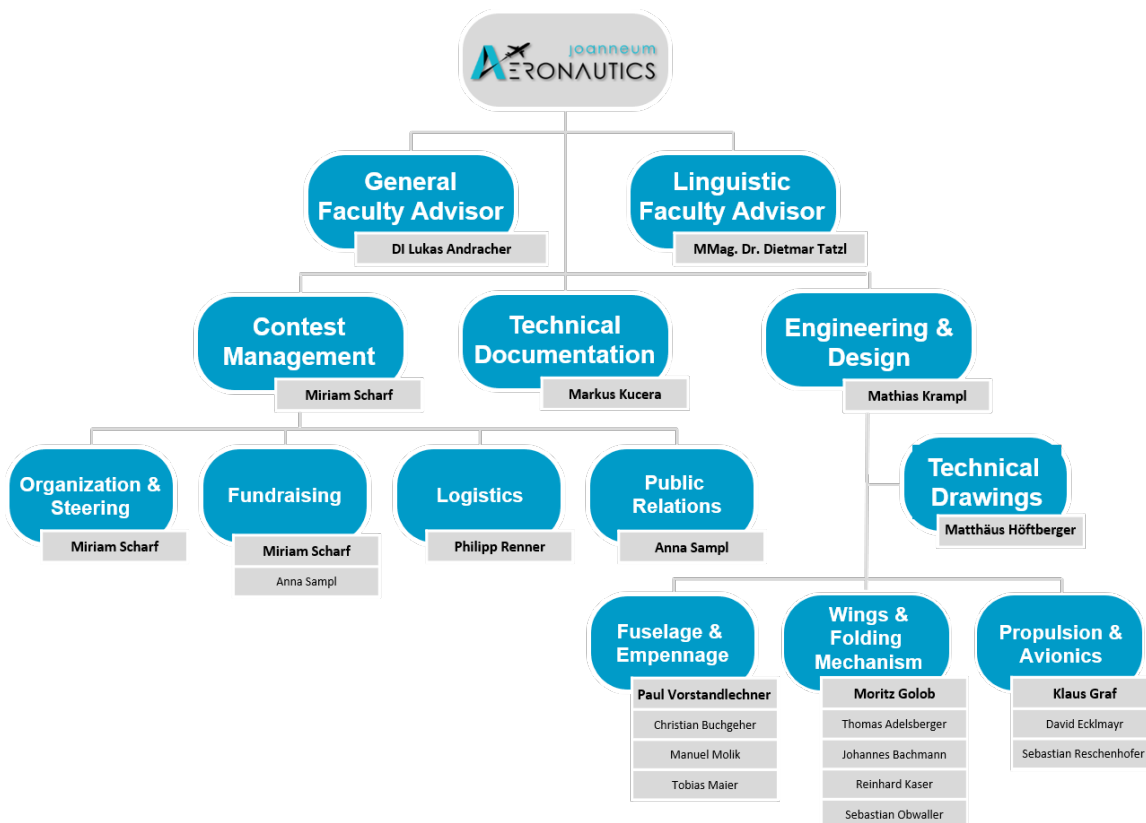 joanneum
AERONAUTICS
General
Faculty Advisor
DI Lukas Andracher
Linguistic
Faculty Advisor
MMag. Dr. Dietmar Tatzl
Contest
Management
Miriam Scharf
Technical
Documentation
Markus Kucera
Engineering &
Design
Mathias Krampl
Organization &
Steering
Miriam Scharf
Fundraising
Miriam Scharf
Anna Sampl
Logistics
Philipp Renner
Public
Relations
Anna Sampl
Technical
Drawings
Matthäus Höftberger
Fuselage &
Empennage
Paul Vorstandlechner
Christian Buchgeher
Manuel Molik
Tobias Maier
Wings &
Folding
Mechanism
Moritz Golob
Thomas Adelsberger
Johannes Bachmann
Reinhard Kaser
Sebastian Obwaller
Propulsion &
Avionics
Klaus Graf
David Ecklmayr
Sebastian Reschenhofer